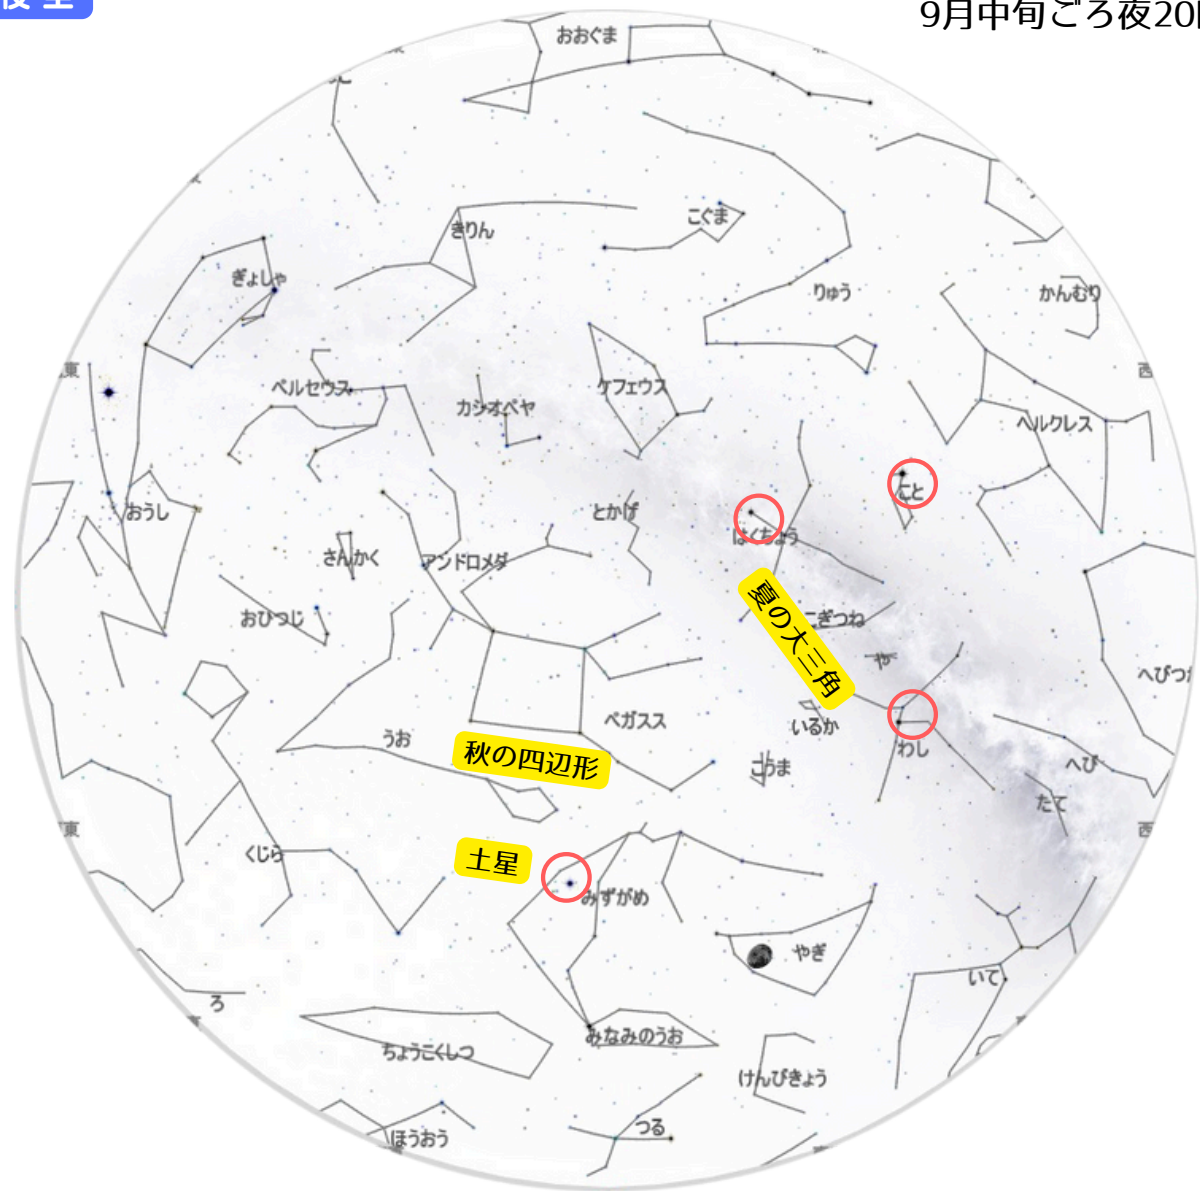 9月中旬ごろ夜20
おおぐま
きりん
こぐま
ぎょしゃ
りゅう
かんむり
東
西
ペルセウス
カシオペヤ
ケフェウス
ヘルクレス
こと
おうし
とかげ
はくちょう
さんかく
アンドロメダ
おひつじ
夏の大三角
こぎつね
や
へびつ
ペガスス
いるか
うお
秋の四辺形
わし
こうま
へび
たて
東
西
くじら
土星
みずがめ
やぎ
いて
ろ
みなみのうお
ちょうこくしつ
けんびきょう
つる
ほうおう